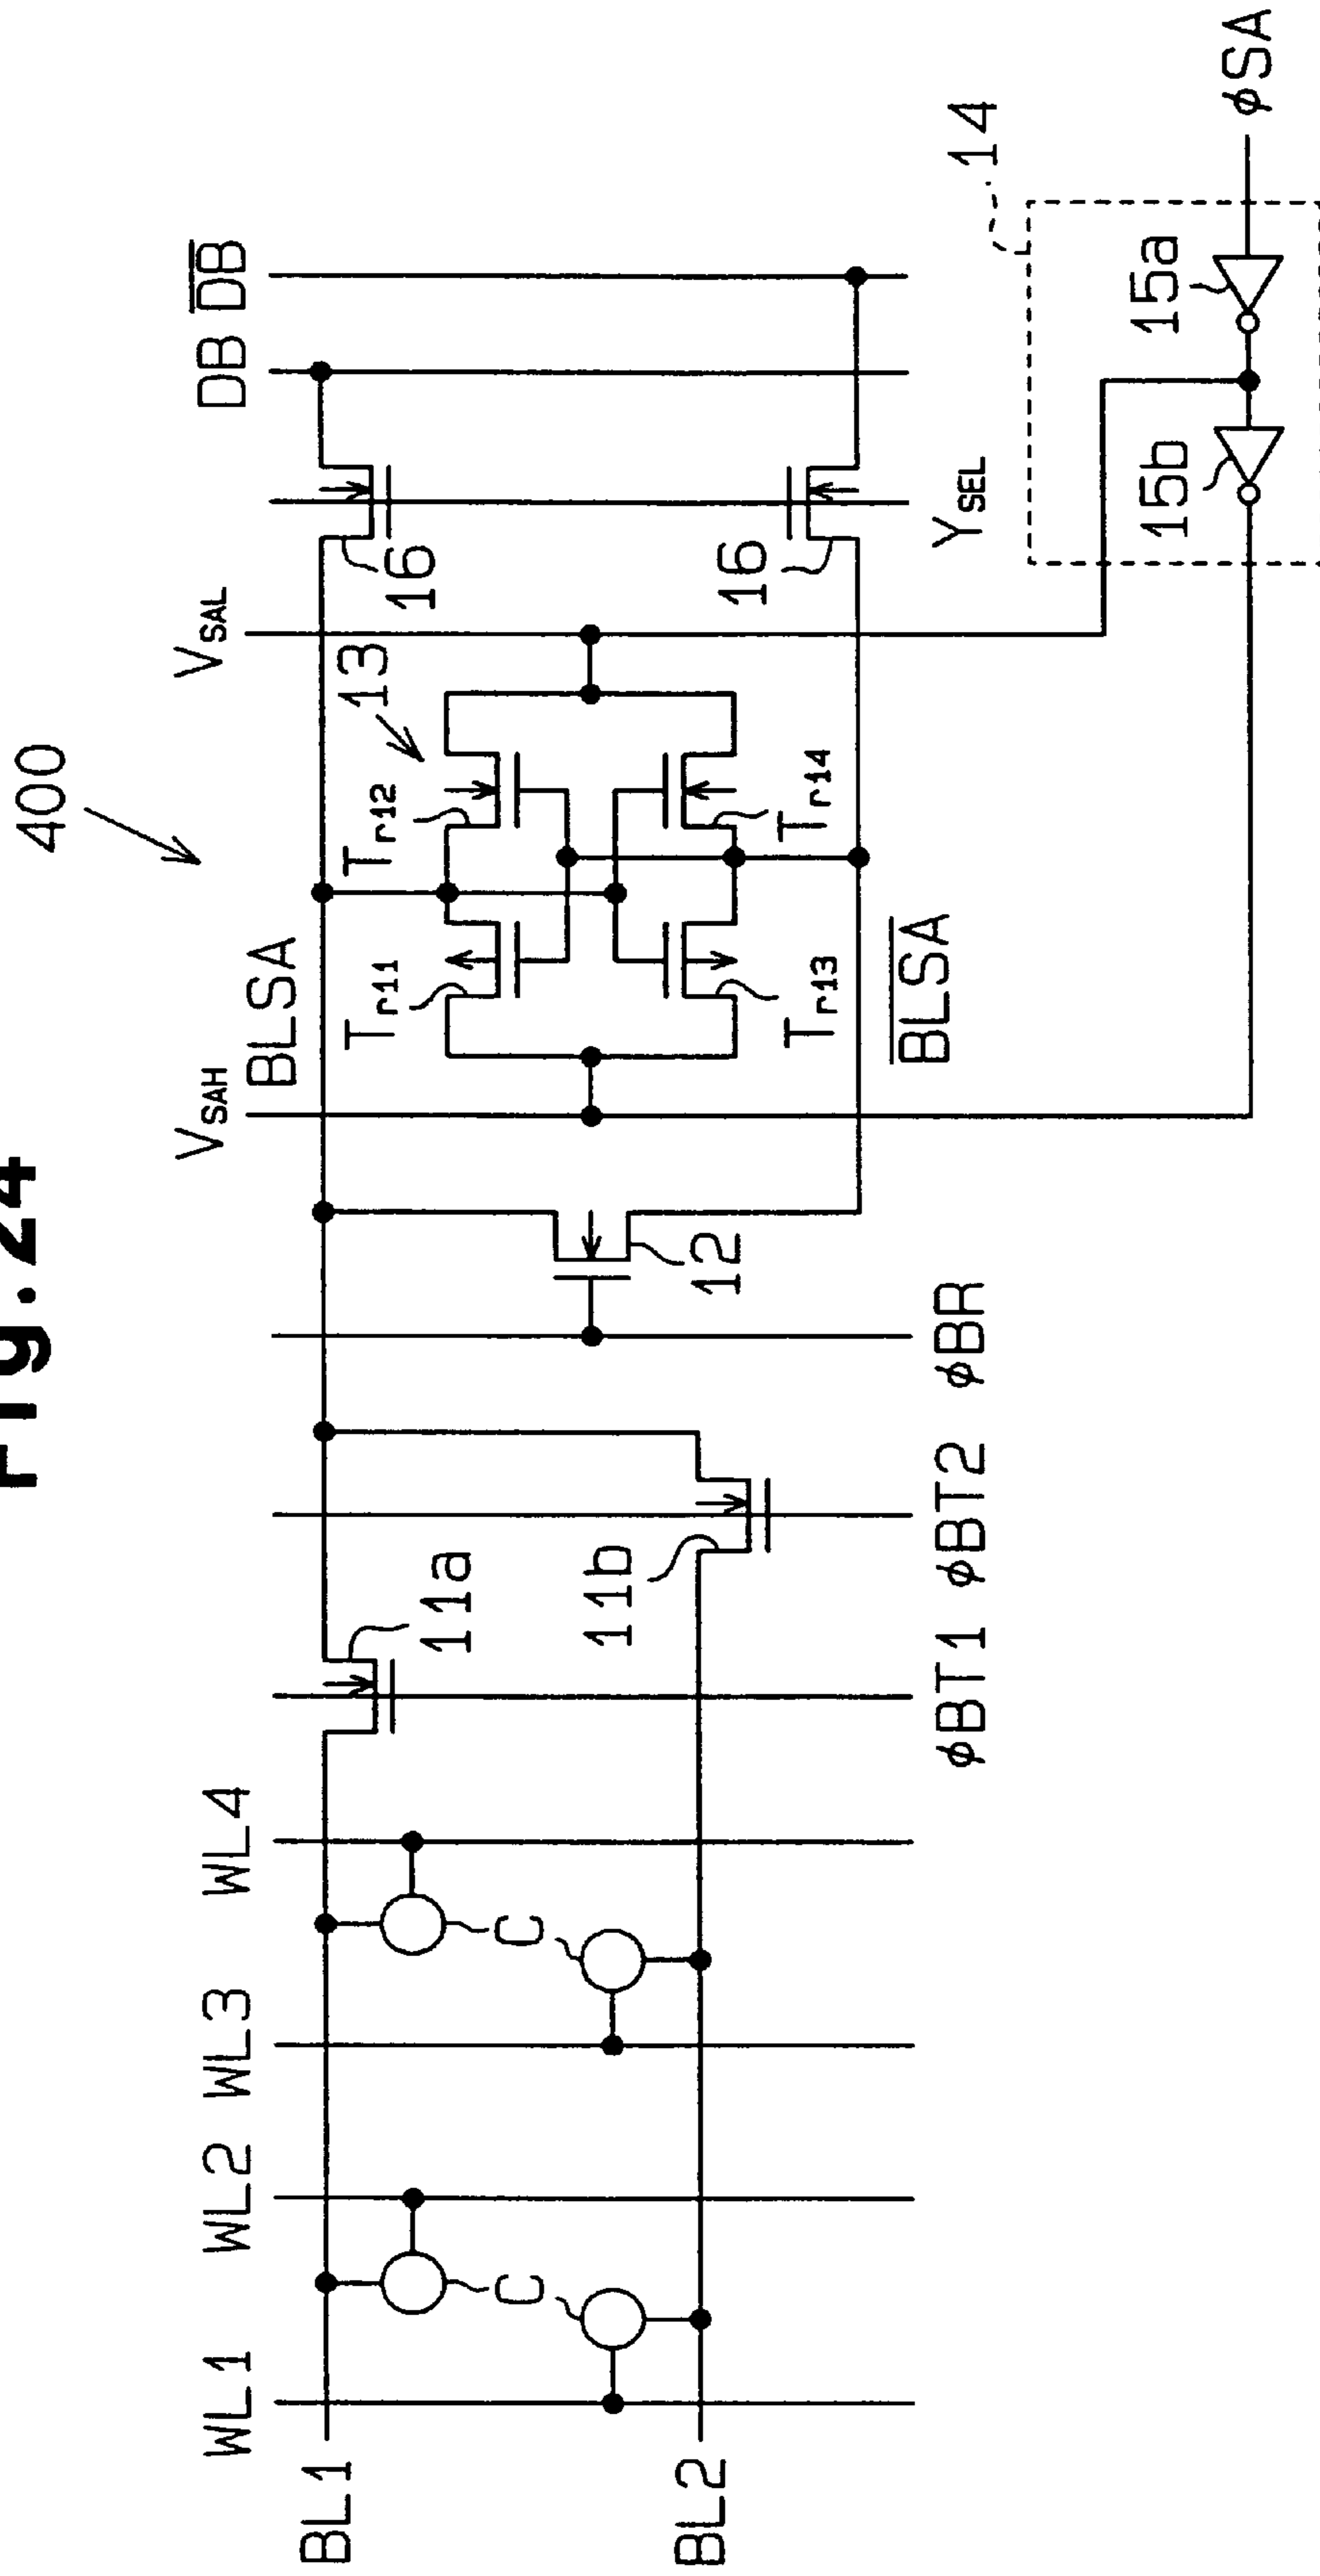 Fig.24
400
WL1
WL2
WL3
WL4
VSAH
VSAL
DB
DB
BL1
BLSA
11a
Tr11
Tr12
13
16
C
C
11b
12
Tr13
Tr14
16
BL2
BLSA
φBT1
φBT2
φBR
YSEL
14
15b
15a
φSA